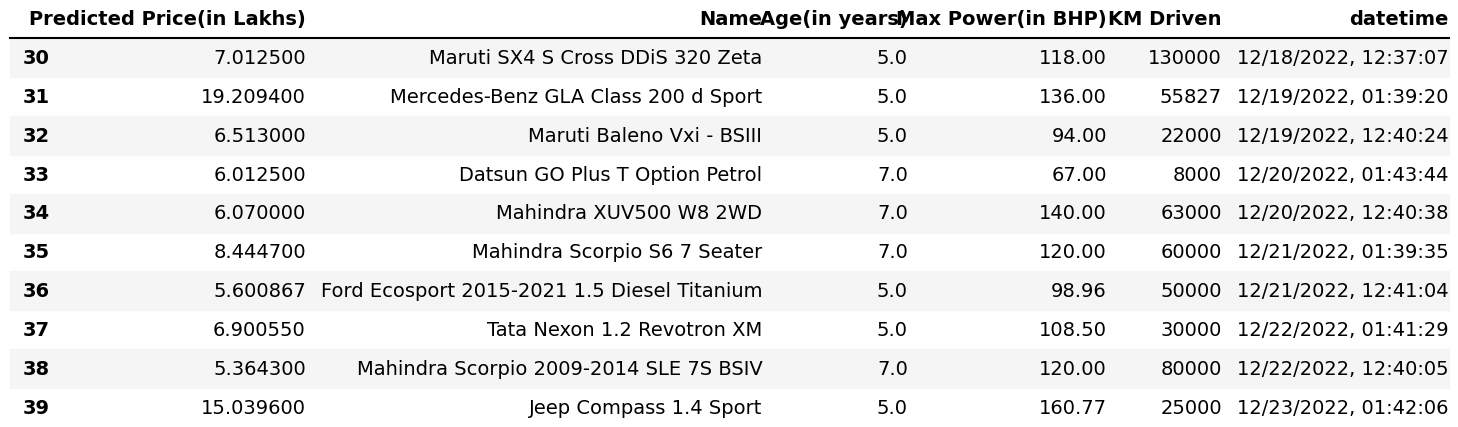 Predicted Price(in Lakhs) Name Age(in years) Max Power(in BHP) KM Driven datetime
30 7.012500 Maruti SX4 S Cross DDiS 320 Zeta 5.0 118.00 130000 12/18/2022, 12:37:07
31 19.209400 Mercedes-Benz GLA Class 200 d Sport 5.0 136.00 55827 12/19/2022, 01:39:20
32 6.513000 Maruti Baleno Vxi - BSIII 5.0 94.00 22000 12/19/2022, 12:40:24
33 6.012500 Datsun GO Plus T Option Petrol 7.0 67.00 8000 12/20/2022, 01:43:44
34 6.070000 Mahindra XUV500 W8 2WD 7.0 140.00 63000 12/20/2022, 12:40:38
35 8.444700 Mahindra Scorpio S6 7 Seater 7.0 120.00 60000 12/21/2022, 01:39:35
36 5.600867 Ford Ecosport 2015-2021 1.5 Diesel Titanium 5.0 98.96 50000 12/21/2022, 12:41:04
37 6.900550 Tata Nexon 1.2 Revotron XM 5.0 108.50 30000 12/22/2022, 01:41:29
38 5.364300 Mahindra Scorpio 2009-2014 SLE 7S BSIV 7.0 120.00 80000 12/22/2022, 12:40:05
39 15.039600 Jeep Compass 1.4 Sport 5.0 160.77 25000 12/23/2022, 01:42:06